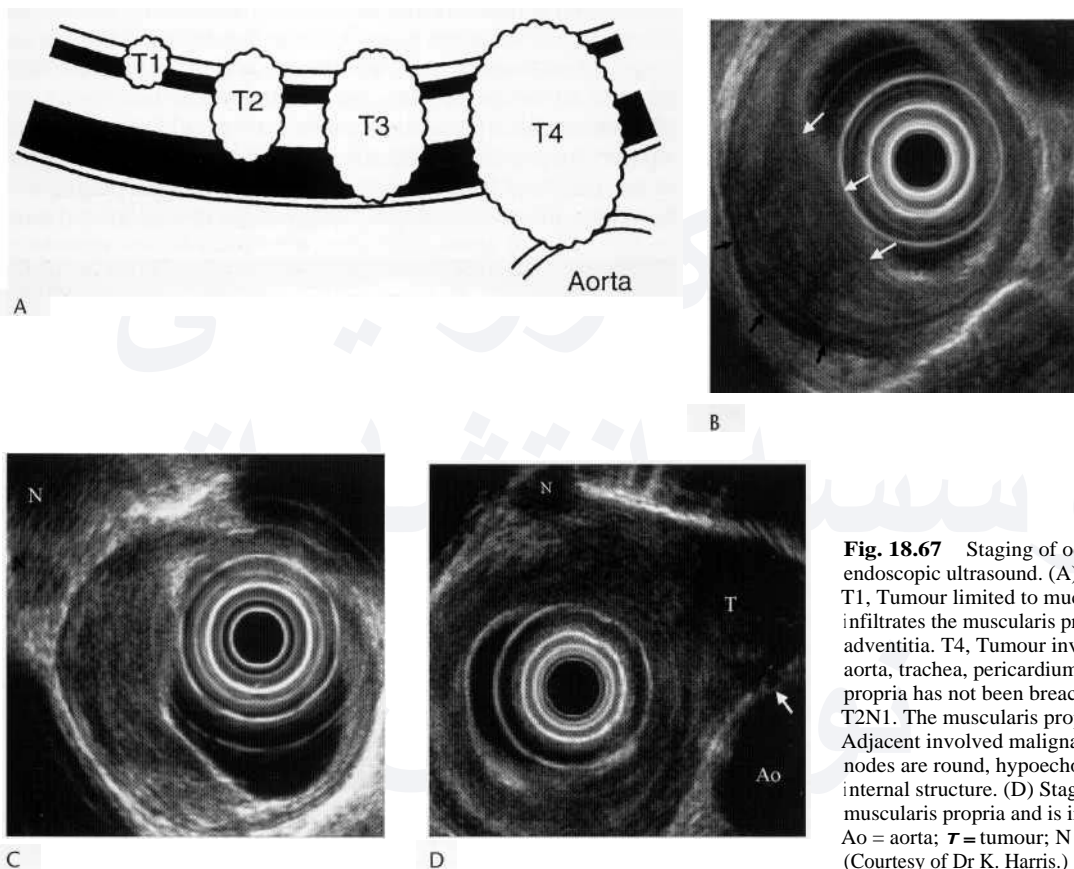 T1
T2
T3
T4
Aorta
A
B
N
C
N
T
Ao
D
Fig. 18.67 Staging of o
endoscopic ultrasound. (A)
T1, Tumour limited to muc
infiltrates the muscularis pr
adventitia. T4, Tumour inv
aorta, trachea, pericardium
propria has not been breac
T2N1. The muscularis prop
Adjacent involved maligna
nodes are round, hypoecho
internal structure. (D) Stag
muscularis propria and is i
Ao = aorta; T = tumour; N
(Courtesy of Dr K. Harris.)